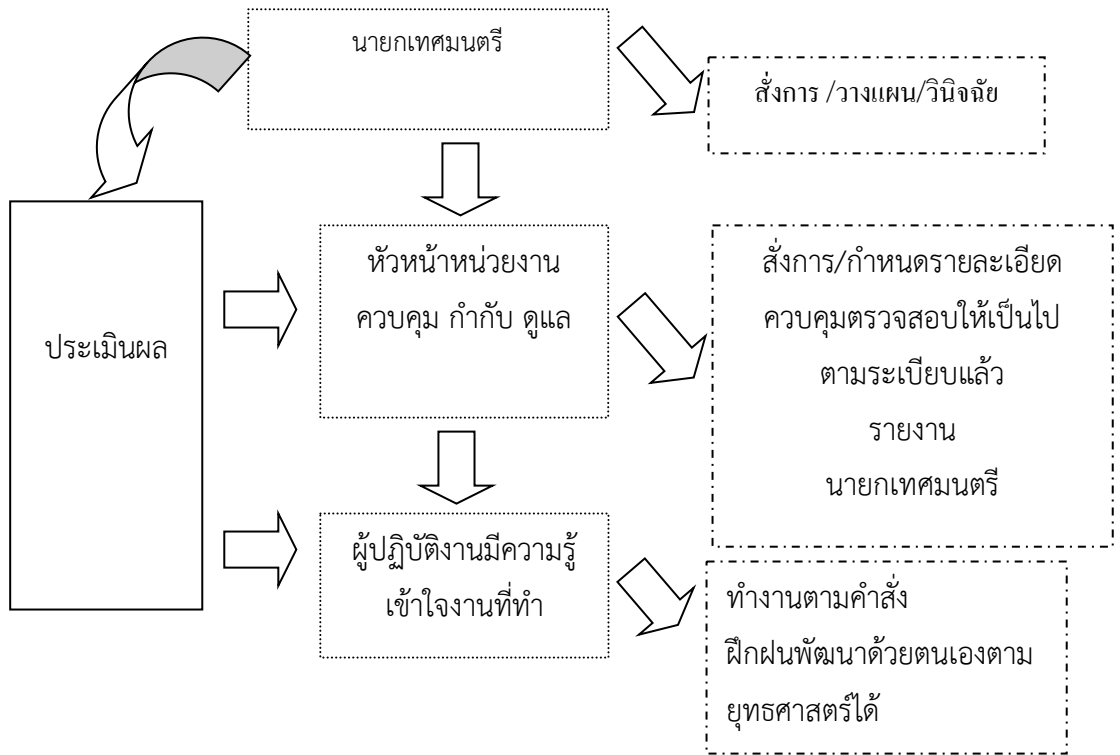 นายกเทศมนตรี
สั่งการ /วางแผน/วินิจฉัย
ประเมินผล
หัวหน้าหน่วยงาน
ควบคุม กำกับ ดูแล
สั่งการ/กำหนดรายละเอียด
ควบคุมตรวจสอบให้เป็นไป
ตามระเบียบแล้ว
รายงาน
นายกเทศมนตรี
ผู้ปฏิบัติงานมีความรู้
เข้าใจงานที่ทำ
ทำงานตามคำสั่ง
ฝึกฝนพัฒนาด้วยตนเองตาม
ยุทธศาสตร์ได้